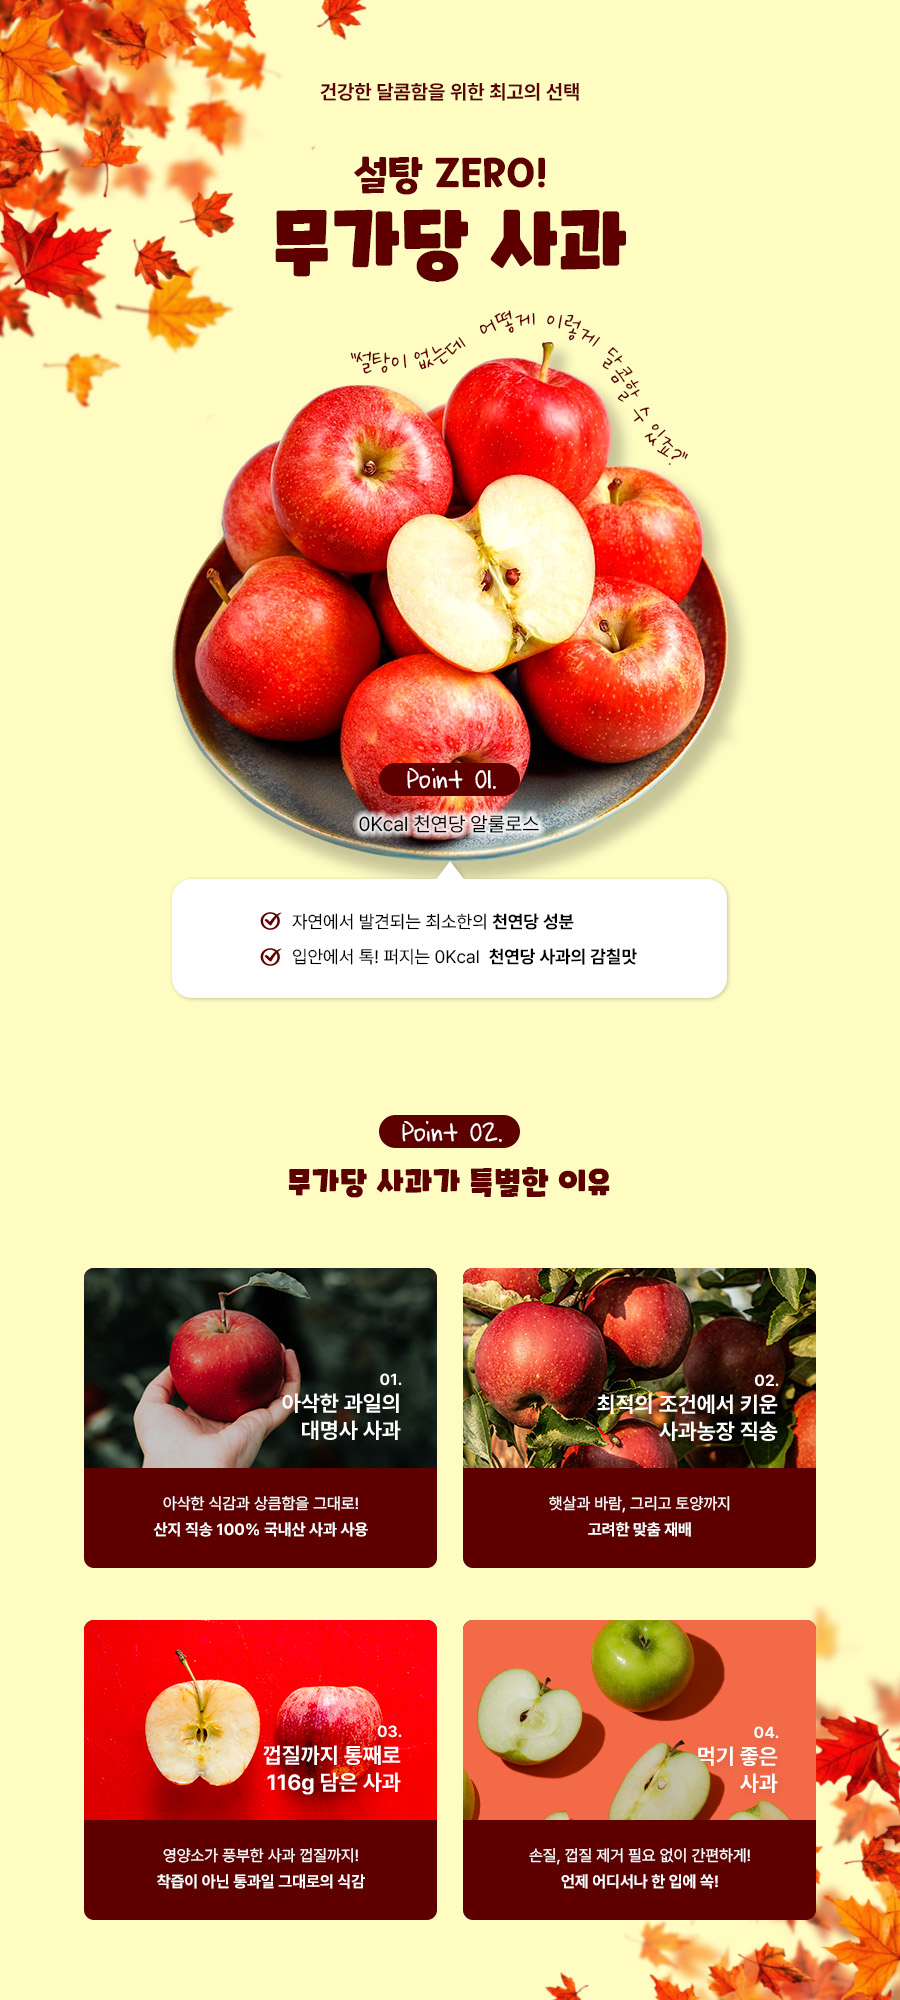 건강한 달콤함을 위한 최고의 선택
설탕 ZERO!
무가당 사과
"설탕이 없는데 어떻게 이렇게 달콤할 수 있죠?"
Point 01.
0Kcal 천연당 알룰로스
자연에서 발견되는 최소한의 천연당 성분
입안에서 톡! 퍼지는 0Kcal 천연당 사과의 감칠맛
Point 02.
무가당 사과가 특별한 이유
01.
아삭한 과일의
대명사 사과
아삭한 식감과 상큼함을 그대로!
산지 직송 100% 국내산 사과 사용
02.
최적의 조건에서 키운
사과농장 직송
햇살과 바람, 그리고 토양까지
고려한 맞춤 재배
03.
껍질까지 통째로
116g 담은 사과
영양소가 풍부한 사과 껍질까지!
착즙이 아닌 통과일 그대로의 식감
04.
먹기 좋은
사과
손질, 껍질 제거 필요 없이 간편하게!
언제 어디서나 한 입에 쏙!